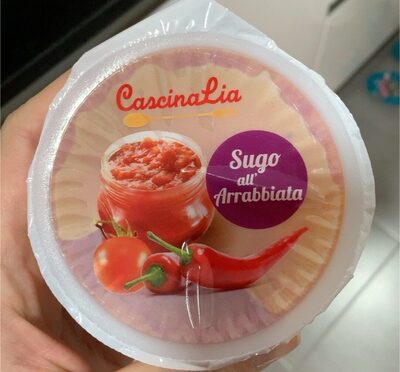 CascinaLia
Sugo
all'
Arrabbiata